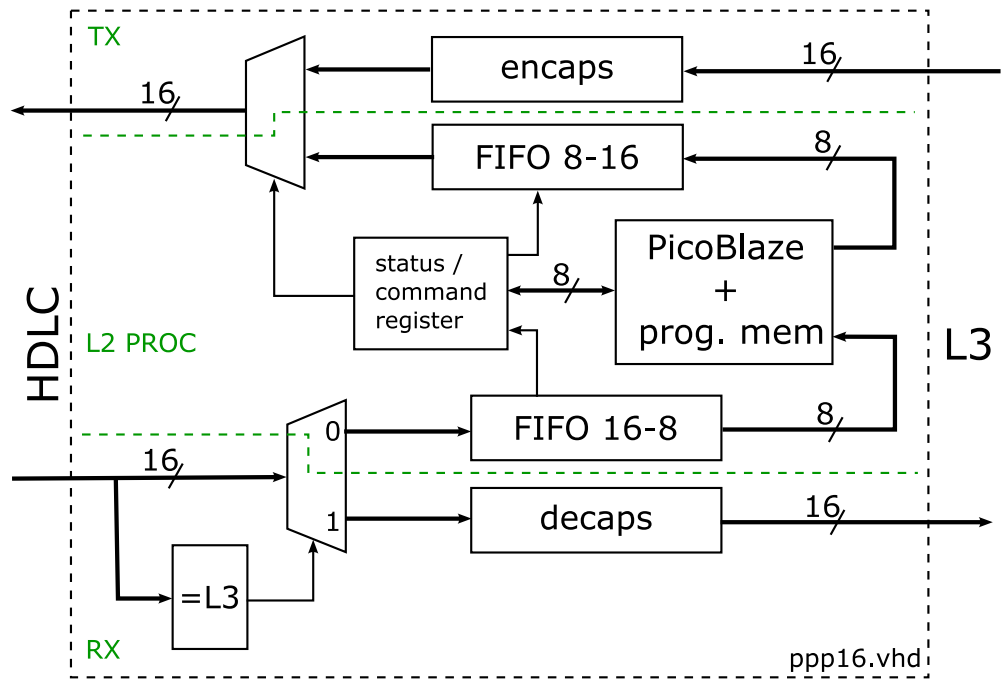 TX
encaps
16
16
FIFO 8-16
8
PicoBlaze
+
prog. mem
status /
command
register
8
HDLC
L2 PROC
L3
0
FIFO 16-8
8
16
1
decaps
16
=L3
RX
ppp16.vhd